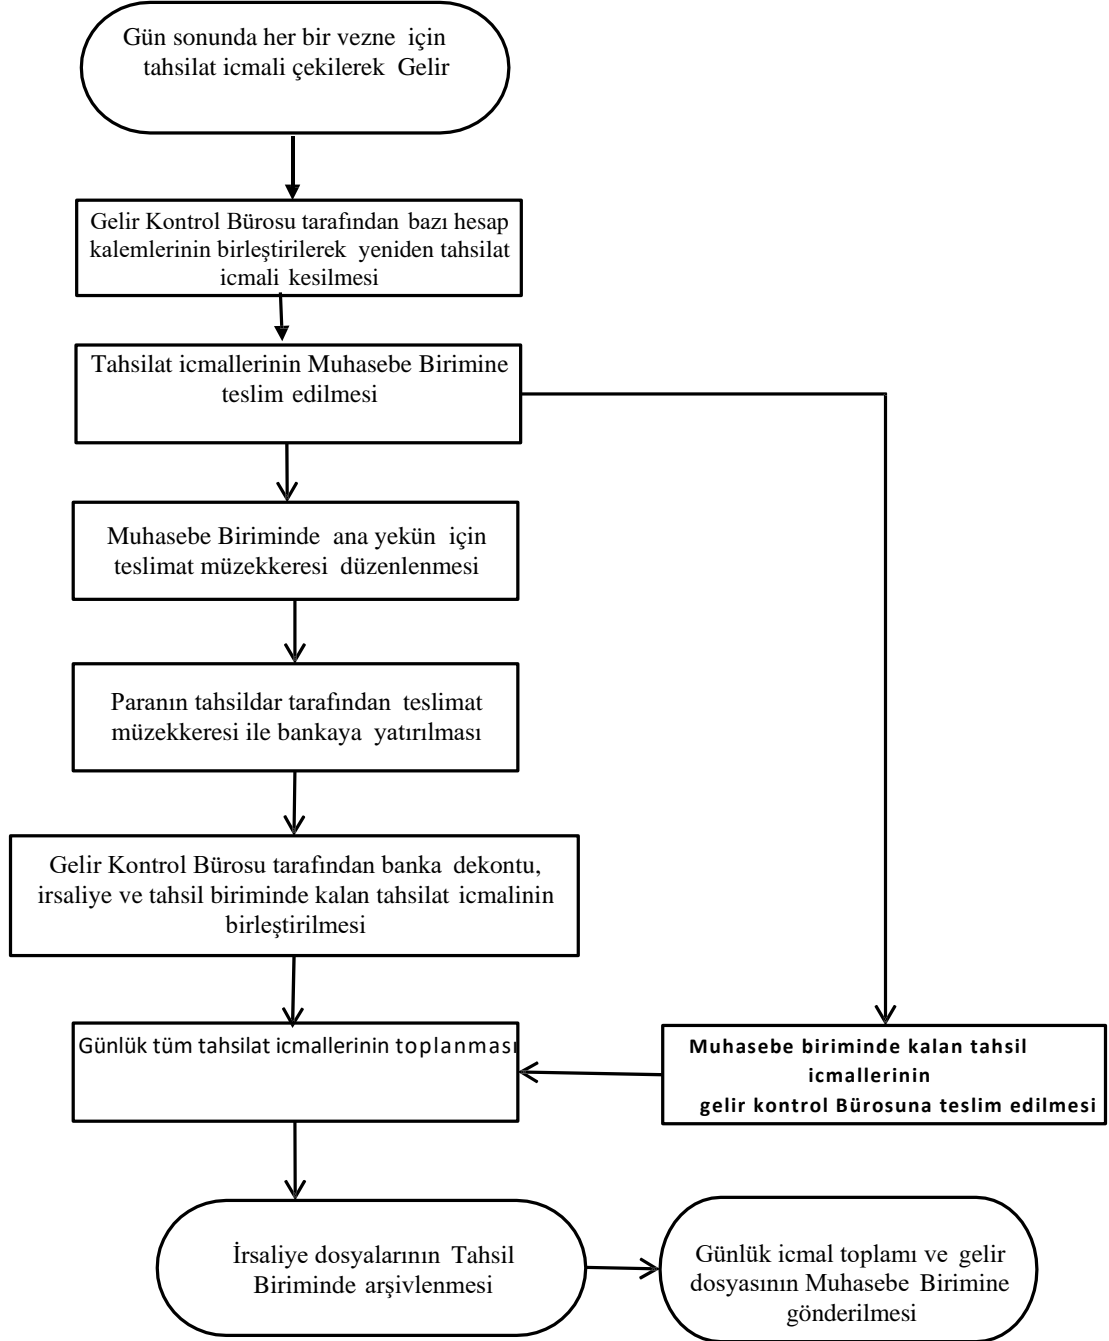 Gün sonunda her bir vezne için
tahsilat icmali çekilerek Gelir
Gelir Kontrol Bürosu tarafından bazı hesap
kalemlerinin birleştirilerek yeniden tahsilat
icmali kesilmesi
Tahsilat icmallerinin Muhasebe Birimine
teslim edilmesi
Muhasebe Biriminde ana yekün için
teslimat müzekkeresi düzenlenmesi
Paranın tahsildar tarafından teslimat
müzekkeresi ile bankaya yatırılması
Gelir Kontrol Bürosu tarafından banka dekontu,
irsaliye ve tahsil biriminde kalan tahsilat icmalinin
birleştirilmesi
Günlük tüm tahsilat icmallerinin toplanması
Muhasebe biriminde kalan tahsil
icmallerinin
gelir kontrol Bürosuna teslim edilmesi
İrsaliye dosyalarının Tahsil
Biriminde arşivlenmesi
Günlük icmal toplamı ve gelir
dosyasının Muhasebe Birimine
gönderilmesi